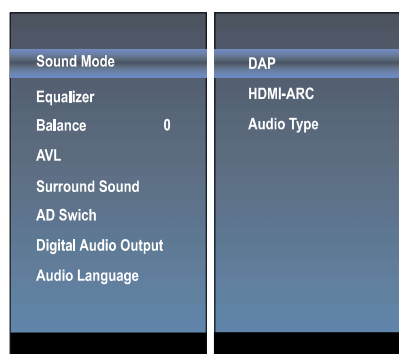 Sound Mode
Equalizer
Balance 0
AVL
Surround Sound
AD Swich
Digital Audio Output
Audio Language
DAP
HDMI-ARC
Audio Type